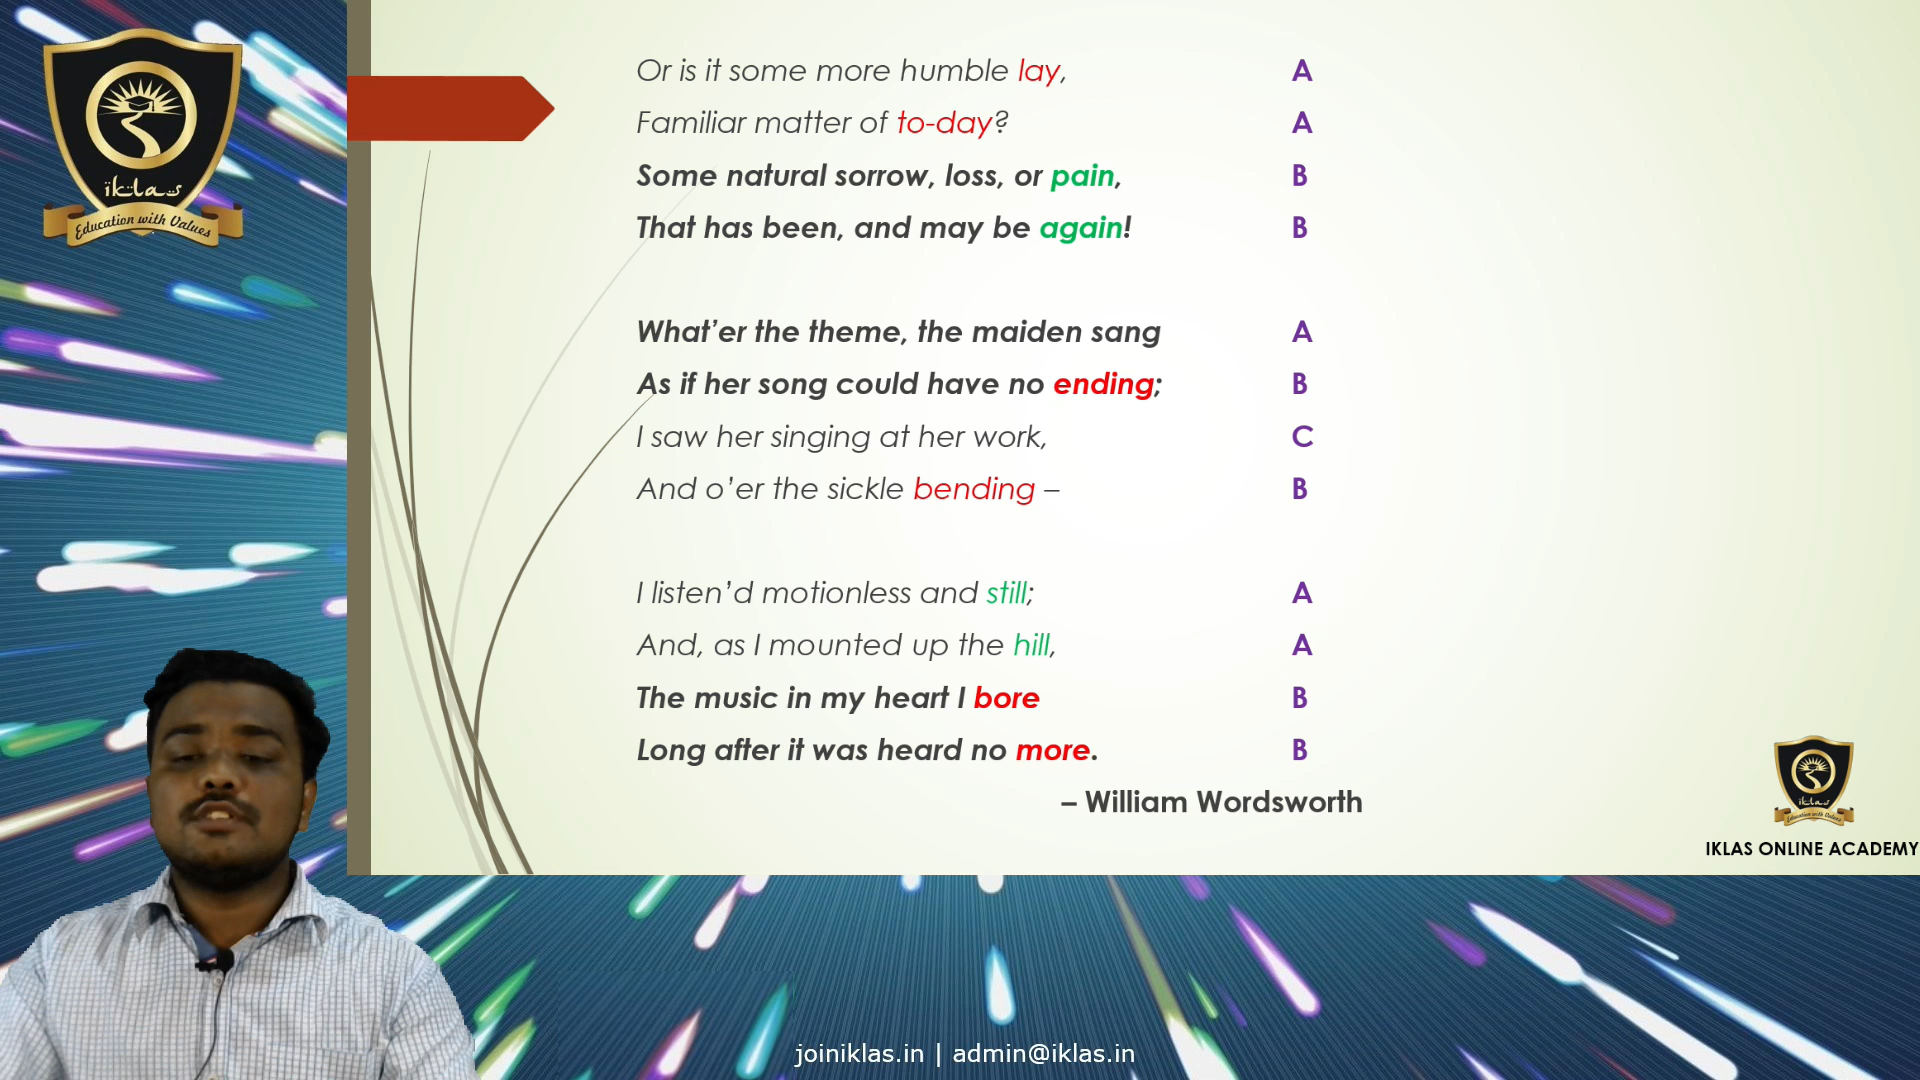 iklas
Education with Values
Or is it some more humble lay, A
Familiar matter of to-day? A
Some natural sorrow, loss, or pain, B
That has been, and may be again! B
What’er the theme, the maiden sang A
As if her song could have no ending; B
I saw her singing at her work, C
And o’er the sickle bending – B
I listen’d motionless and still; A
And, as I mounted up the hill, A
The music in my heart I bore B
Long after it was heard no more. B
– William Wordsworth
iklas
Education with Values
IKLAS ONLINE ACADEMY
joiniklas.in | admin@iklas.in